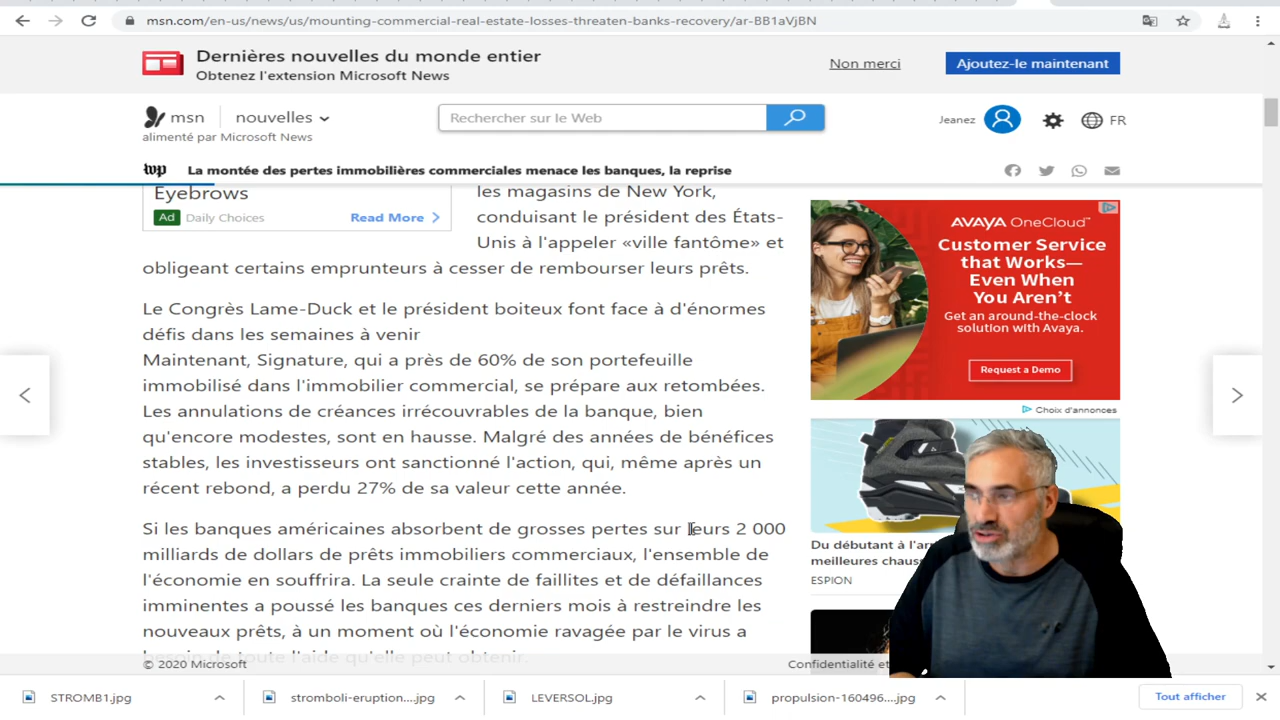 msn.com/en-us/news/us/mounting-commercial-real-estate-losses-threaten-banks-recovery/ar-BB1aVjBN
Dernières nouvelles du monde entier
Obtenez l'extension Microsoft News
Non merci
Ajoutez-le maintenant
msn
nouvelles
alimenté par Microsoft News
Rechercher sur le Web
Jeanez
FR
wp
La montée des pertes immobilières commerciales menace les banques, la reprise
Eyebrows
Ad Daily Choices
Read More
les magasins de New York,
conduisant le président des États-
Unis à l'appeler «ville fantôme» et
obligeant certains emprunteurs à cesser de rembourser leurs prêts.
Le Congrès Lame-Duck et le président boiteux font face à d'énormes
défis dans les semaines à venir
Maintenant, Signature, qui a près de 60% de son portefeuille
immobilisé dans l'immobilier commercial, se prépare aux retombées.
Les annulations de créances irrécouvrables de la banque, bien
qu'encore modestes, sont en hausse. Malgré des années de bénéfices
stables, les investisseurs ont sanctionné l'action, qui, même après un
récent rebond, a perdu 27% de sa valeur cette année.
Si les banques américaines absorbent de grosses pertes sur leurs 2 000
milliards de dollars de prêts immobiliers commerciaux, l'ensemble de
l'économie en souffrira. La seule crainte de faillites et de défaillances
imminentes a poussé les banques ces derniers mois à restreindre les
nouveaux prêts, à un moment où l'économie ravagée par le virus a
besoin de toute l'aide qu'elle peut obtenir.
AVAYA OneCloud™
Customer Service
that Works—
Even When
You Aren't
Get an around-the-clock
solution with Avaya.
Request a Demo
Choix d'annonces
Du débutant à l'
meilleures chaus
ESPION
© 2020 Microsoft
Confidentialité et
STROMB1.jpg
stromboli-eruption....jpg
LEVERSOL.jpg
propulsion-160496...jpg
Tout afficher